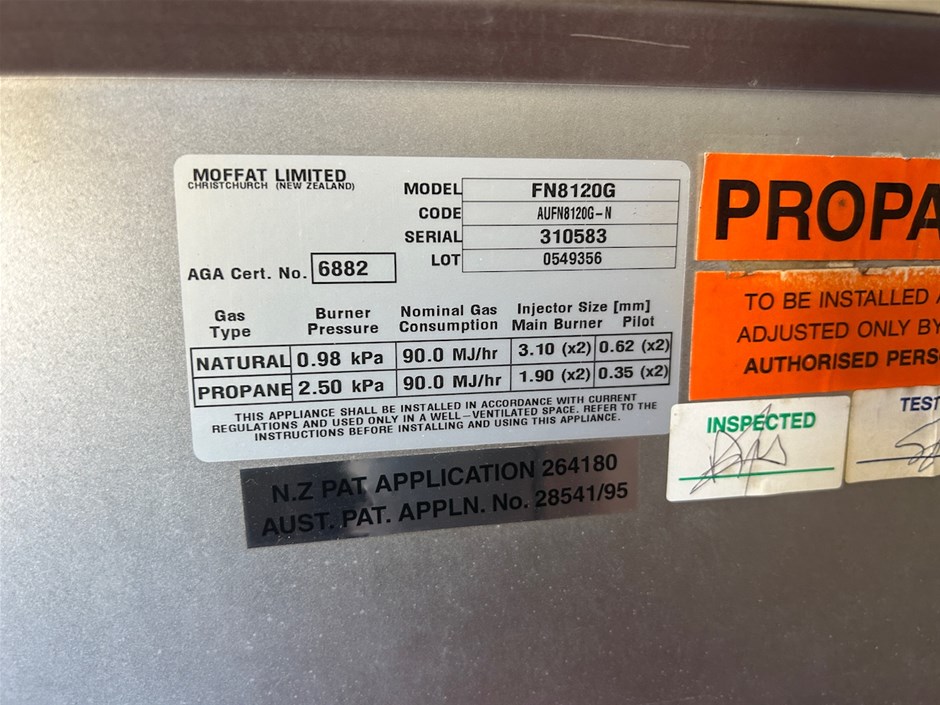 MOFFAT LIMITED
CHRISTCHURCH (NEW ZEALAND)
MODEL FN8120G
CODE AUFN8120G-N
SERIAL 310583
LOT 0549356
AGA Cert. No. 6882
Gas Type Burner Pressure Nominal Gas Consumption Injector Size [mm] Main Burner Pilot
NATURAL 0.98 kPa 90.0 MJ/hr 3.10 (x2) 0.62 (x2)
PROPANE 2.50 kPa 90.0 MJ/hr 1.90 (x2) 0.35 (x2)
THIS APPLIANCE SHALL BE INSTALLED IN ACCORDANCE WITH CURRENT
REGULATIONS AND USED ONLY IN A WELL-VENTILATED SPACE. REFER TO THE
INSTRUCTIONS BEFORE INSTALLING AND USING THIS APPLIANCE.
N.Z PAT APPLICATION 264180
AUST. PAT. APPLN. No. 28541/95
PROPA
TO BE INSTALLED A
ADJUSTED ONLY BY
AUTHORISED PERS
INSPECTED
TEST